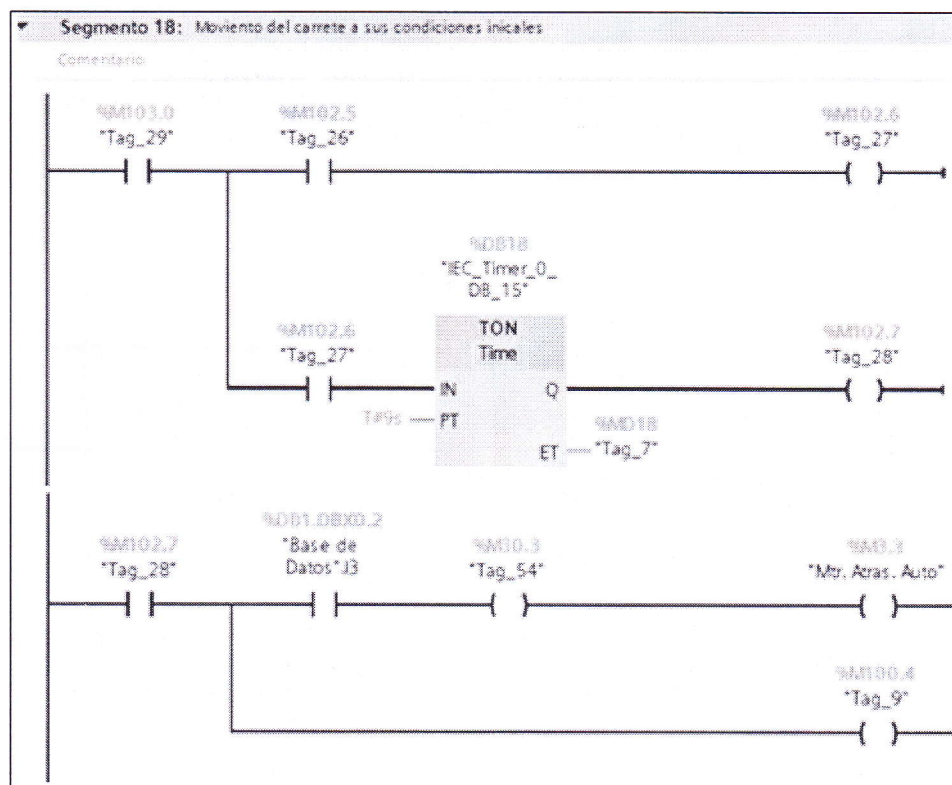 Segmento 18: Moviento del carrete a sus condiciones inicales
Comentario
%M103.0
"Tag_29"
%M102.5
"Tag_26"
%M102.6
"Tag_27"
%DB18
"IEC_Timer_0_
DB_15"
TON
Time
%M102.6
"Tag_27"
IN
Q
T#9s
PT
ET
%MD18
"Tag_7"
%M102.7
"Tag_28"
%M102.7
"Tag_28"
%DB1.DBX0.2
"Base de
Datos".J3
%M30.3
"Tag_54"
%M3.3
"Mtr. Atras. Auto"
%M100.4
"Tag_9"